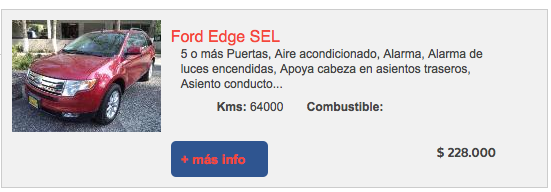 Ford Edge SEL
5 o más Puertas, Aire acondicionado, Alarma, Alarma de
luces encendidas, Apoya cabeza en asientos traseros,
Asiento conducto...
Kms: 64000 Combustible:
+ más info
$ 228.000